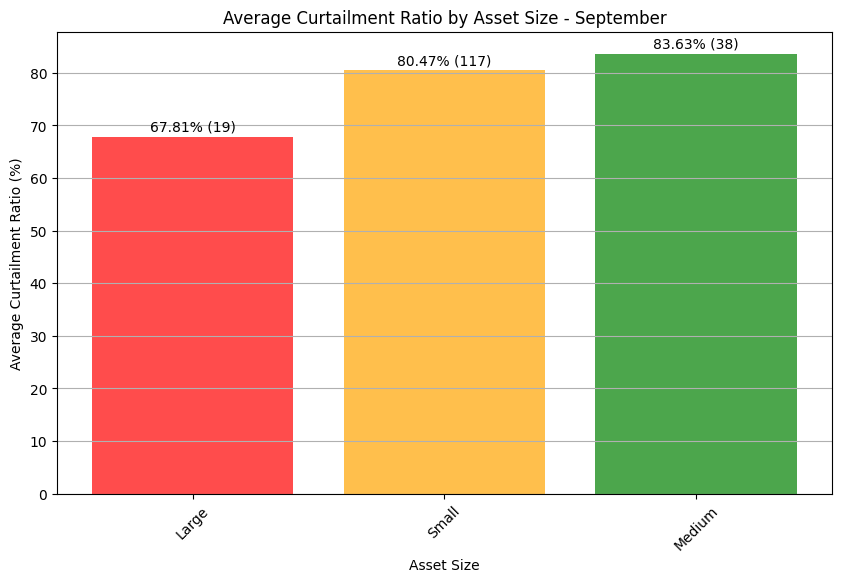 Average Curtailment Ratio by Asset Size - September
Average Curtailment Ratio (%)
80
70
60
50
40
30
20
10
0
67.81% (19)
80.47% (117)
83.63% (38)
Large
Small
Medium
Asset Size